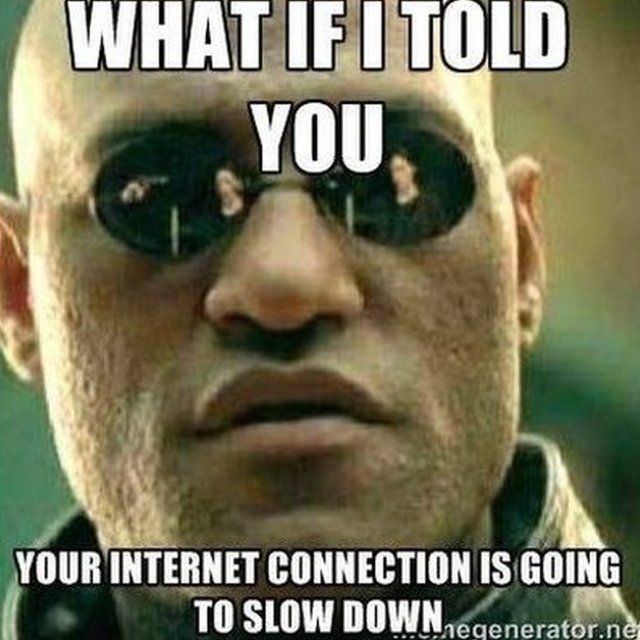 WHAT IF I TOLD
YOU
YOUR INTERNET CONNECTION IS GOING
TO SLOW DOWN